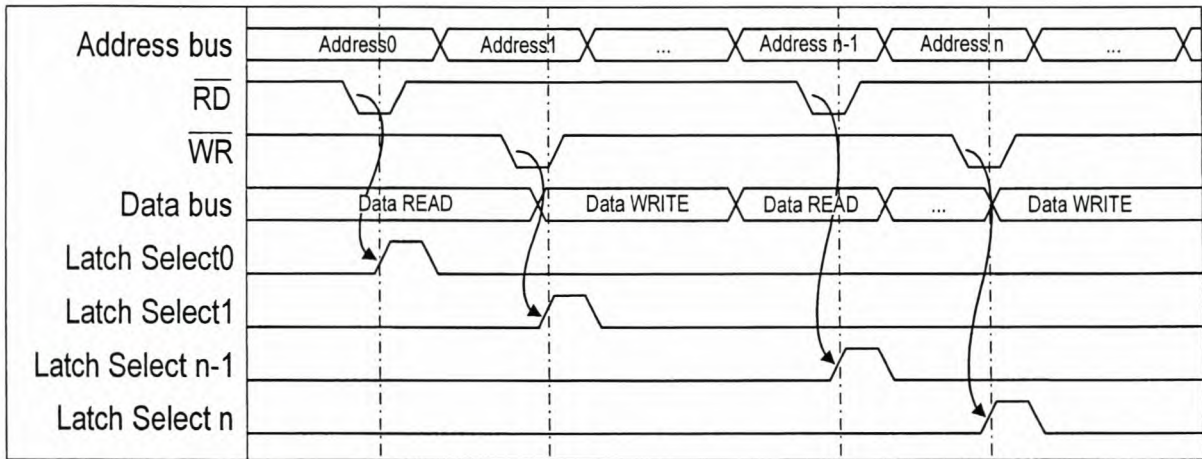 Address bus Address0 Address1 ... Address n-1 Address n ...
RD
WR
Data bus Data READ Data WRITE Data READ ... Data WRITE
Latch Select0
Latch Select1
Latch Select n-1
Latch Select n